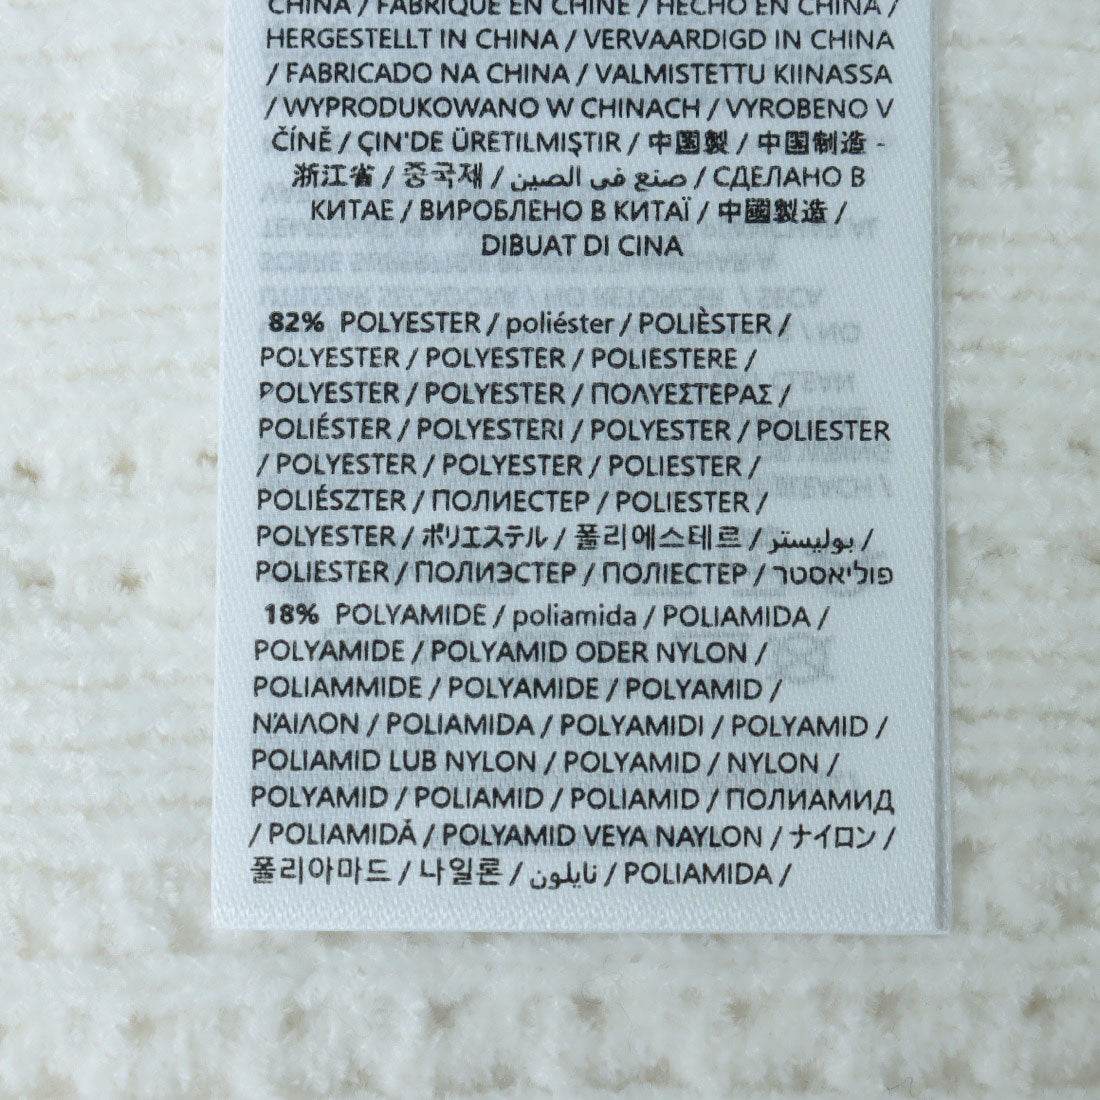 CHINA / FABRIQUÉ EN CHINE / HECHO EN CHINA /
HERGESTELLT IN CHINA / VERVAARDIGD IN CHINA
/ FABRICADO NA CHINA / VALMISTETTU KIINASSA
/ WYPRODUKOWANO W CHINACH / VYROBENO V
ČÍNĚ / ÇIN'DE ÜRETILMIŞTIR / 中国製 / 中国制造 -
浙江省 / 중국제 / صنع في الصين / СДЕЛАНО В
КИТАЕ / ВИРОБЛЕНО В КИТАЇ / 中國製造 /
DIBUAT DI CINA
82% POLYESTER / poliéster / POLIÈSTER /
POLYESTER / POLYESTER / POLIESTERE /
POLYESTER / POLYESTER / ΠΟΛΥΕΣΤΕΡΑΣ /
POLIÉSTER / POLYESTERI / POLYESTER / POLIESTER
/ POLYESTER / POLYESTER / POLIESTER /
POLIÉSZTER / ПОЛИЕСТЕР / POLIESTER /
POLYESTER / ポリエステル / 폴리에스테르 / بوليستر /
POLIESTER / ПОЛИЭСТЕР / ПОЛІЕСТЕР / פוליאסטר
18% POLYAMIDE / poliamida / POLIAMIDA /
POLYAMIDE / POLYAMID ODER NYLON /
POLIAMMIDE / POLYAMIDE / POLYAMID /
ΝΆΙΛΟΝ / POLIAMIDA / POLYAMIDI / POLYAMID /
POLIAMID LUB NYLON / POLYAMID / NYLON /
POLYAMID / POLIAMID / POLIAMID / ПОЛИАМИД
/ POLIAMIDĂ / POLYAMID VEYA NAYLON / ナイロン /
폴리아마드 / 나일론 / نايلون / POLIAMIDA /